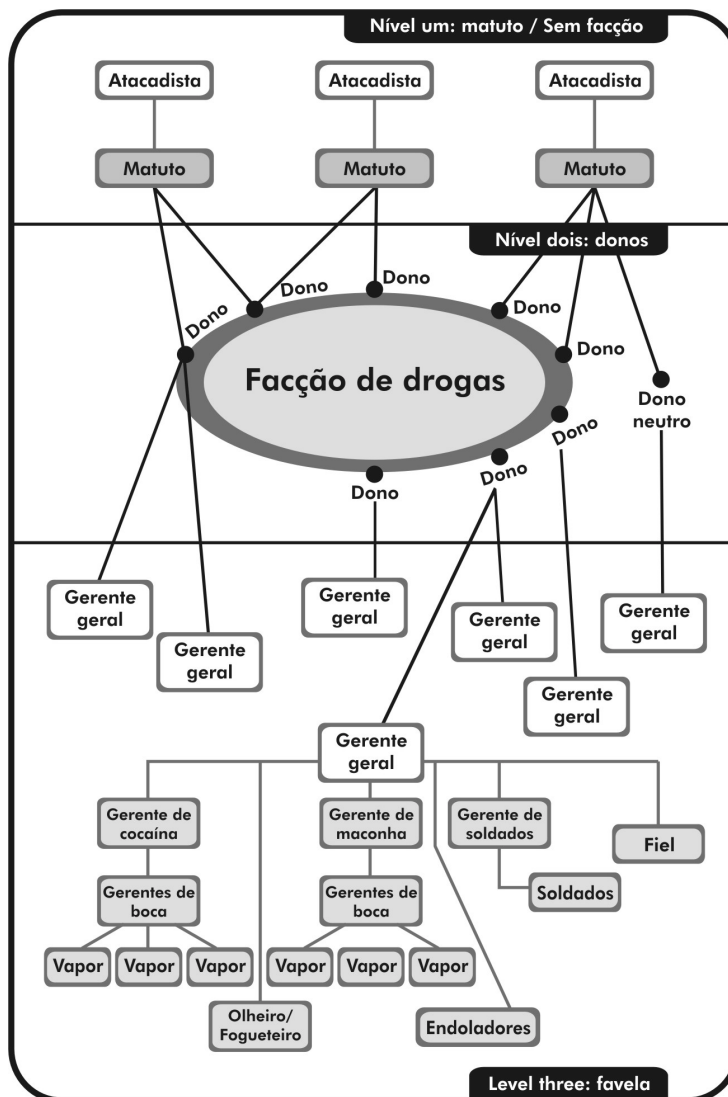 Nível um: matuto / Sem facção
Atacadista
Atacadista
Atacadista
Matuto
Matuto
Matuto
Nível dois: donos
Dono
Dono
Dono
Dono
Dono
Dono
neutro
Facção de drogas
Dono
Dono
Dono
Gerente
geral
Gerente
geral
Gerente
geral
Gerente
geral
Gerente
geral
Gerente
geral
Gerente
geral
Gerente de
cocaína
Gerente de
maconha
Gerente de
soldados
Fiel
Gerentes de
boca
Gerentes de
boca
Soldados
Vapor
Vapor
Vapor
Vapor
Vapor
Vapor
Olheiro/
Fogueteiro
Endoladores
Level three: favela